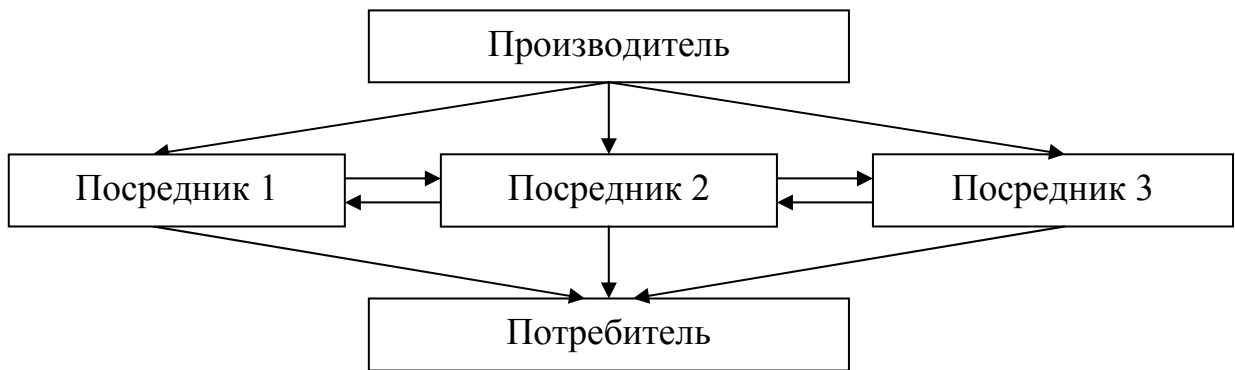 Производитель
Посредник 1
Посредник 2
Посредник 3
Потребитель